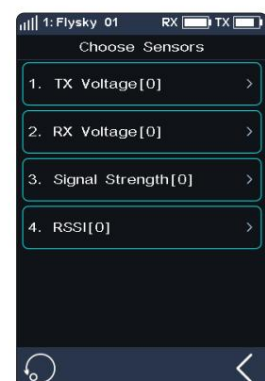 1: Flysky 01 RX TX
Choose Sensors
1. TX Voltage[0] >
2. RX Voltage[0] >
3. Signal Strength[0] >
4. RSSI[0] >